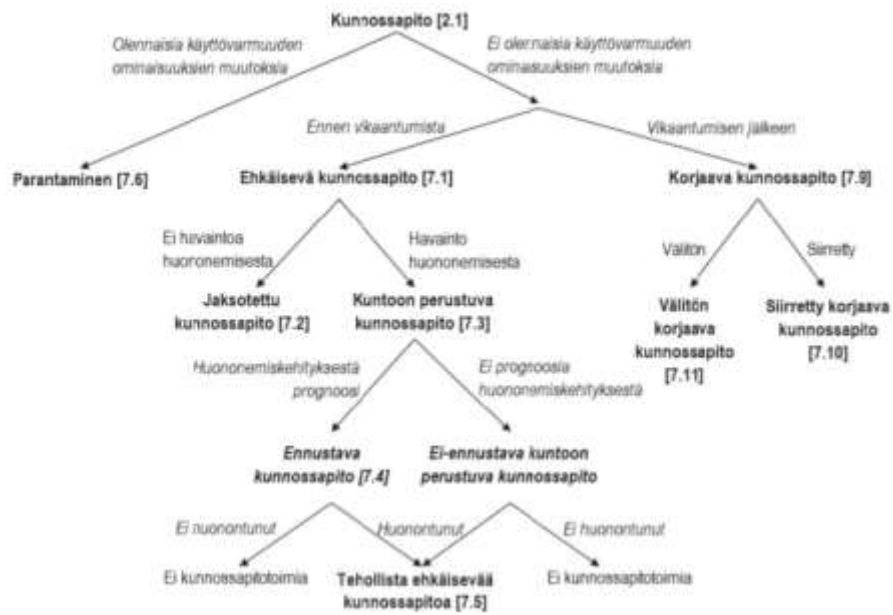 Kunnossapito [2.1]
Olennaisia käyttövarmuuden
ominaisuuksien muutoksia
Ei olennaisia käyttövarmuuden
ominaisuuksien muutoksia
Ennen vikaantumista
Vikaantumisen jälkeen
Parantaminen [7.6]
Ehkäisevä kunnossapito [7.1]
Korjaava kunnossapito [7.9]
Ei havaintoa
huononemisesta
Havainto
huononemisesta
Välitön
Siirretty
Jaksotettu
kunnossapito [7.2]
Kuntoon perustuva
kunnossapito [7.3]
Välitön
korjaava
kunnossapito
[7.11]
Siirretty korjaava
kunnossapito
[7.10]
Huononemiskehityksestä
prognoosi
Ei prognoosia
huononemiskehityksestä
Ennustava
kunnossapito [7.4]
Ei-ennustava kuntoon
perustuva kunnossapito
Ei huonontunut
Huonontunut
Ei huonontunut
Ei kunnossapitotoimia
Tehollista ehkäisevää
kunnossapitoa [7.5]
Ei kunnossapitotoimia